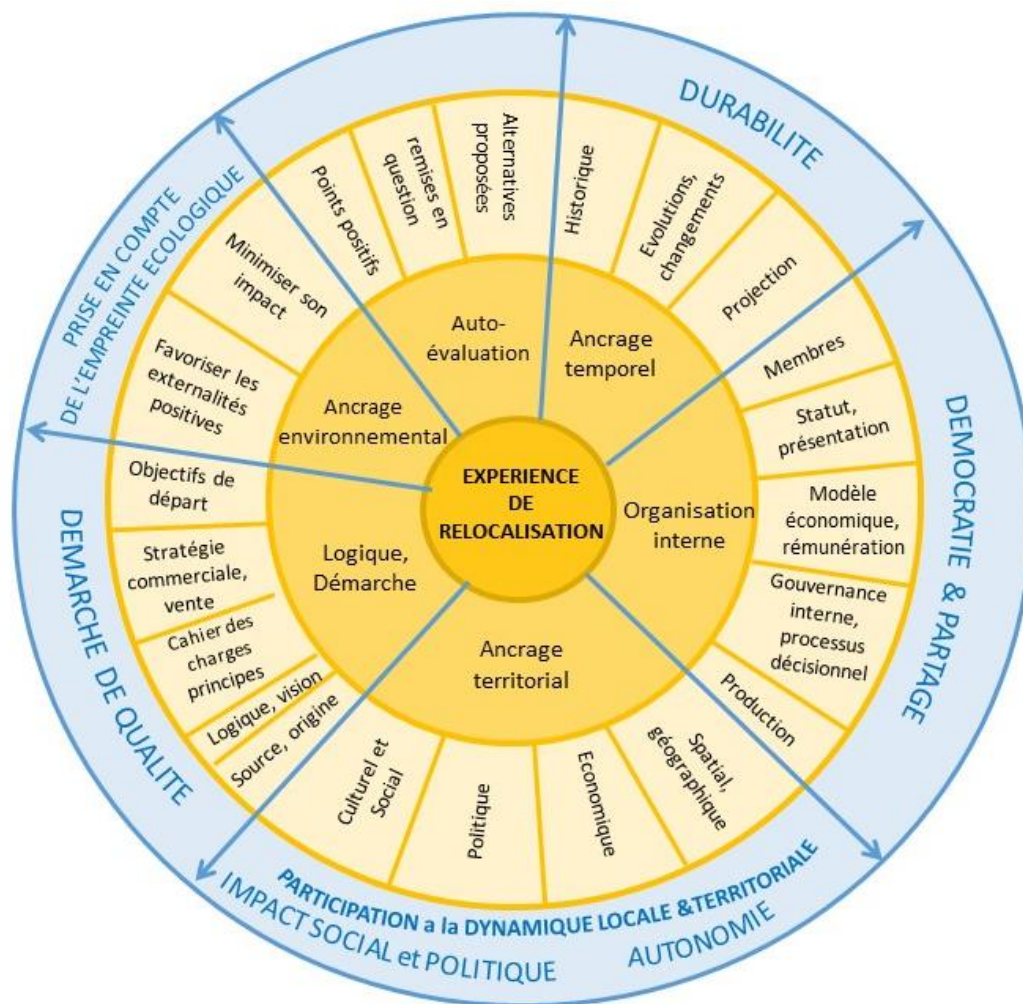 EXPERIENCE
DE
RELOCALISATION
Auto-
évaluation
Ancrage
temporel
Organisation
interne
Ancrage
territorial
Logique,
Démarche
Ancrage
environnemental
Points positifs
remises en
question
Alternatives
proposées
Historique
Evolutions,
changements
Projection
Membres
Statut,
présentation
Modèle
économique,
rémunération
Gouvernance
interne,
processus
décisionnel
Production
Spatial,
géographique
Economique
Politique
Culturel et
Social
Source, origine
Logique, vision
Cahier des
charges
principes
Stratégie
commerciale,
vente
Objectifs de
départ
Favoriser les
externalités
positives
Minimiser son
impact
DURABILITE
DEMOCRATIE & PARTAGE
PARTICIPATION a la DYNAMIQUE LOCALE &TERRITORIALE
IMPACT SOCIAL et POLITIQUE
AUTONOMIE
DEMARCHE DE QUALITE
PRISE EN COMPTE
DE L'EMPREINTE ECOLOGIQUE